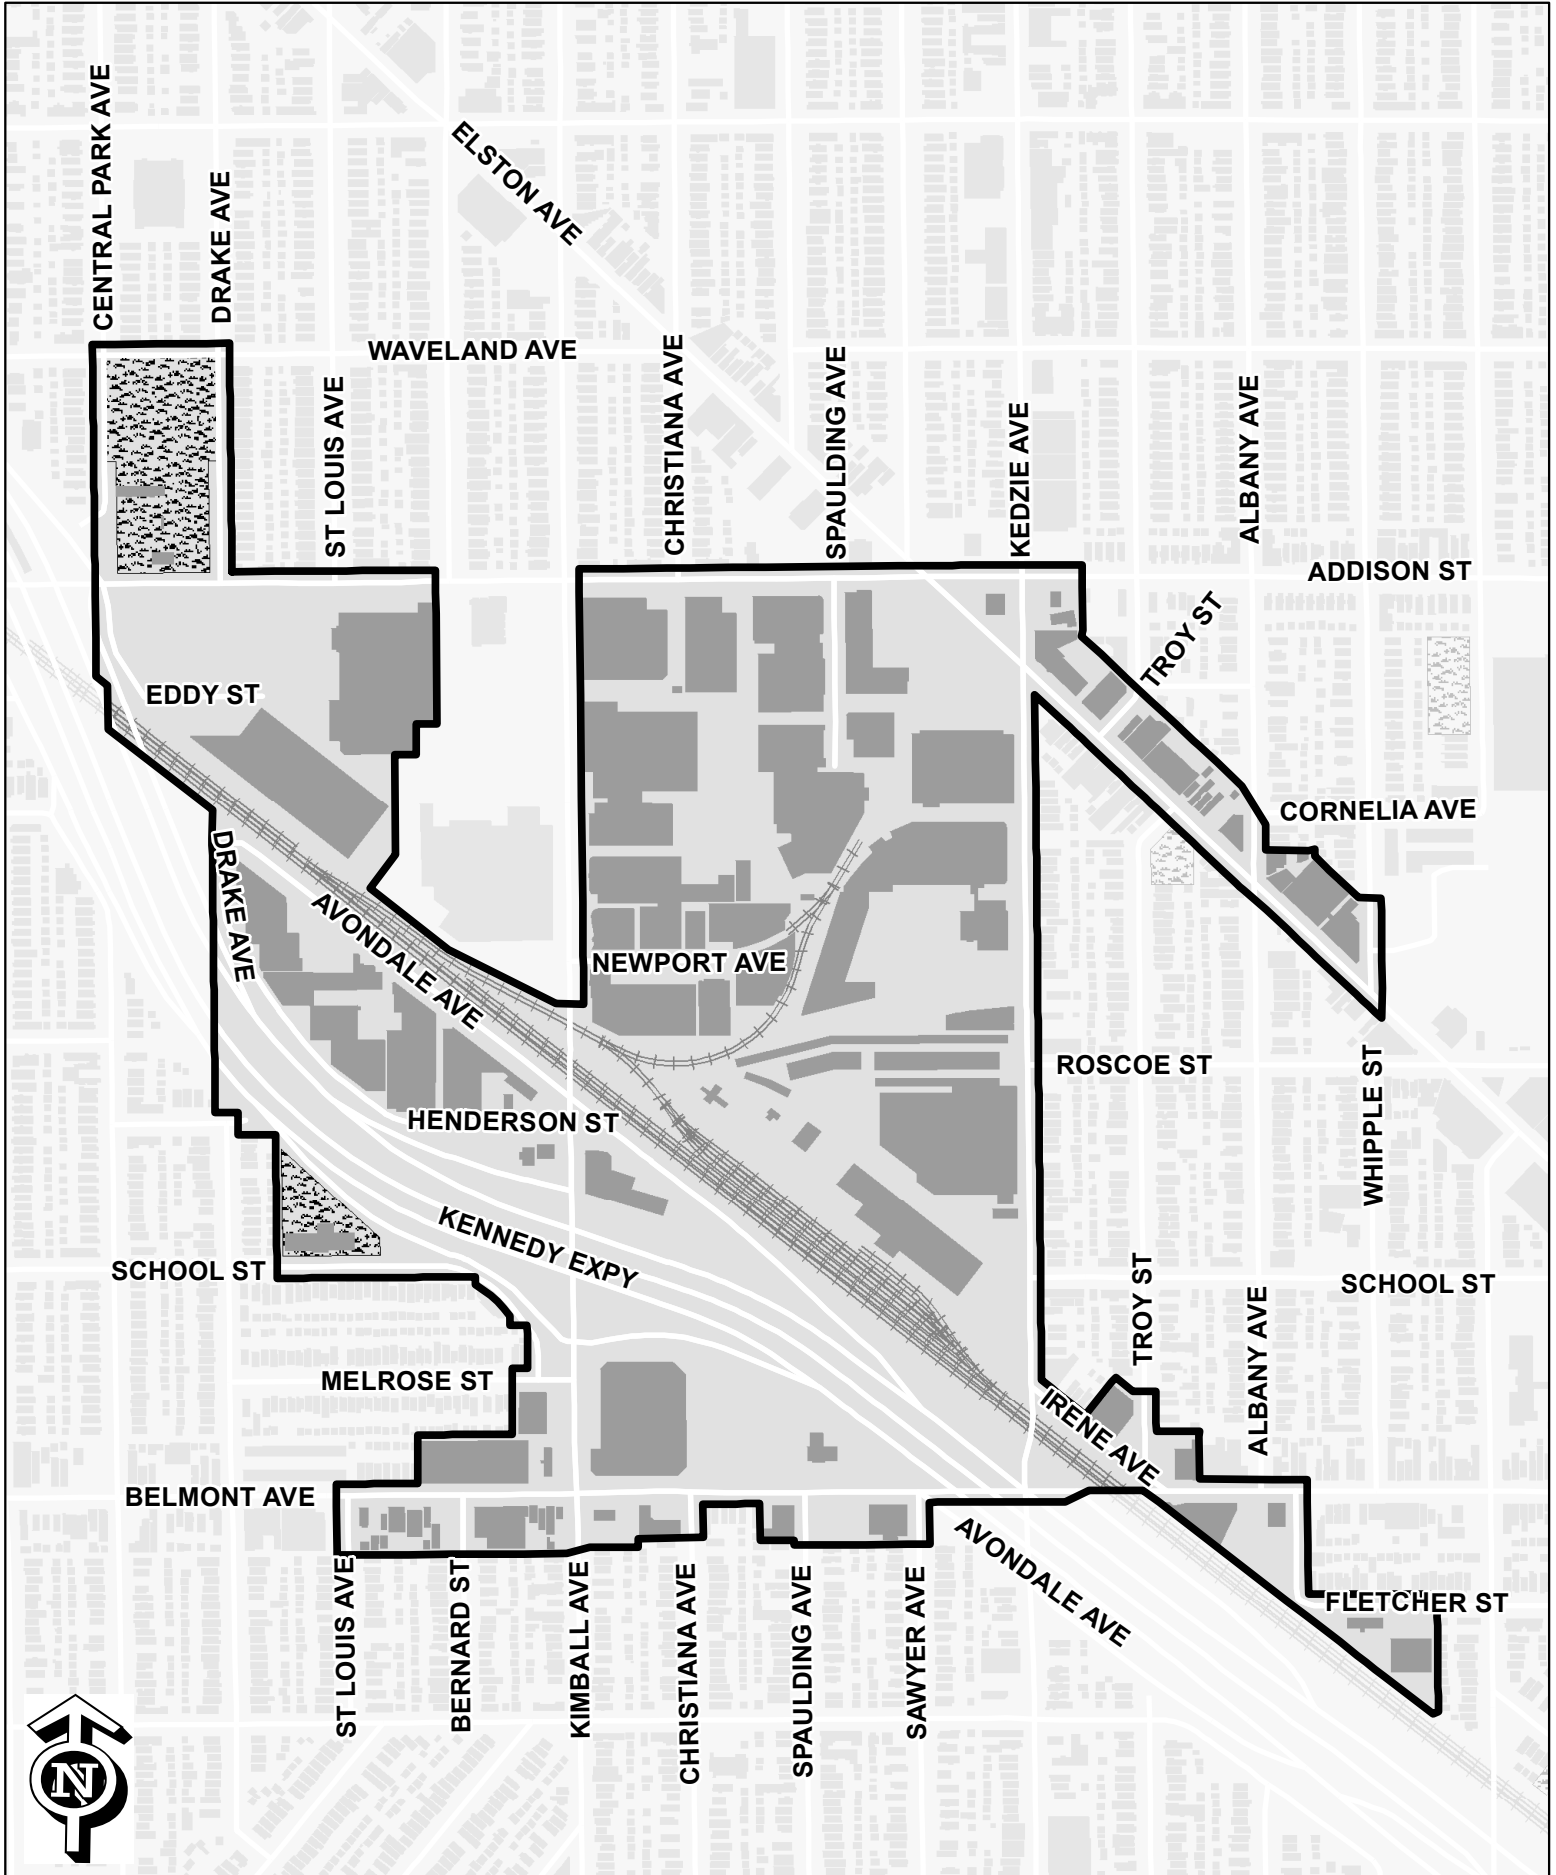 CENTRAL PARK AVE
DRAKE AVE
ELSTON AVE
WAVELAND AVE
ST LOUIS AVE
CHRISTIANA AVE
SPAULDING AVE
KEDZIE AVE
ALBANY AVE
ADDISON ST
TROY ST
EDDY ST
CORNELIA AVE
DRAKE AVE
AVONDALE AVE
NEWPORT AVE
ROSCOE ST
WHIPPLE ST
HENDERSON ST
KENNEDY EXPY
SCHOOL ST
SCHOOL ST
TROY ST
ALBANY AVE
MELROSE ST
IRENE AVE
BELMONT AVE
AVONDALE AVE
FLETCHER ST
ST LOUIS AVE
BERNARD ST
KIMBALL AVE
CHRISTIANA AVE
SPAULDING AVE
SAWYER AVE
N